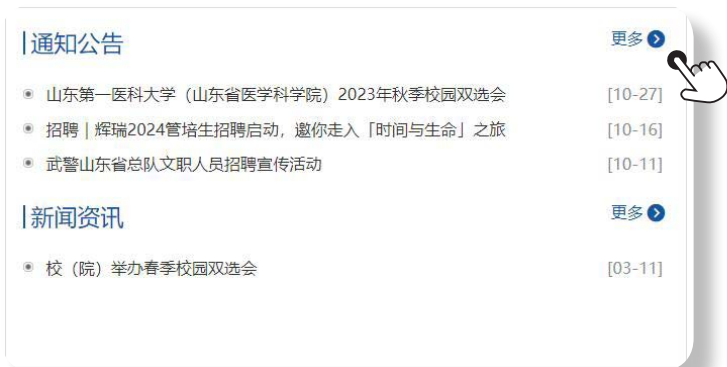 通知公告 更多
山东第一医科大学（山东省医学科学院）2023年秋季校园双选会 [10-27]
招聘 | 辉瑞2024管培生招聘启动，邀你走入「时间与生命」之旅 [10-16]
武警山东省总队文职人员招聘宣传活动 [10-11]
新闻资讯 更多
校（院）举办春季校园双选会 [03-11]